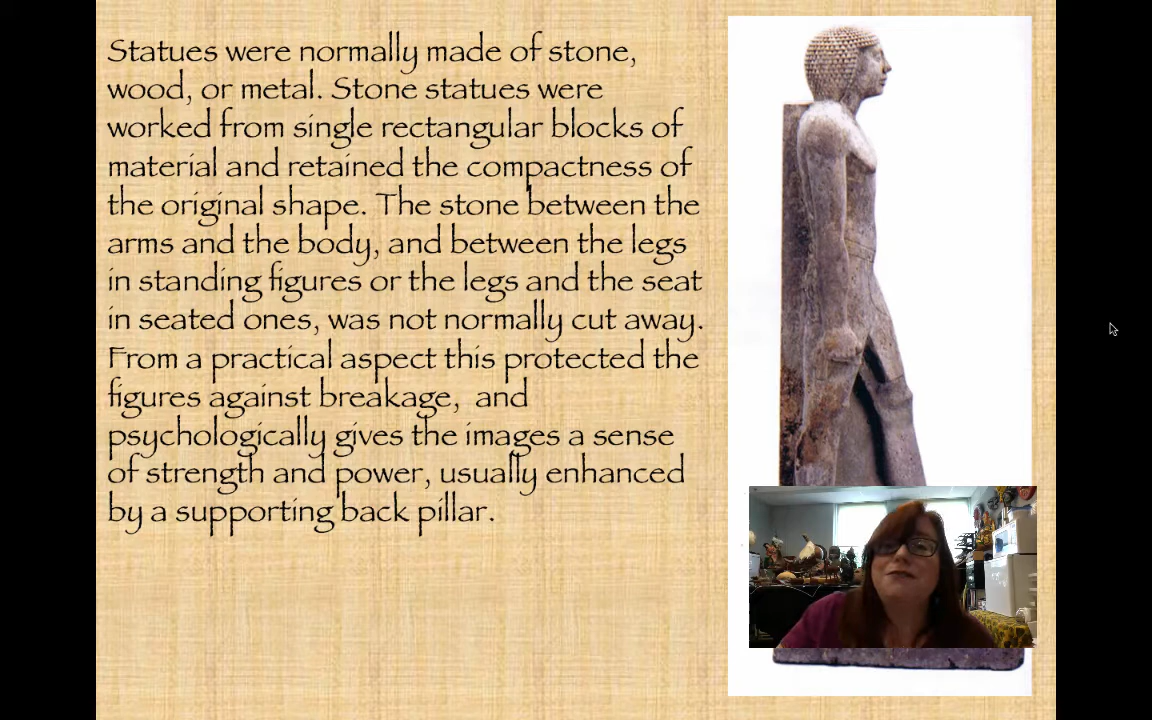 Statues were normally made of stone,
wood, or metal. Stone statues were
worked from single rectangular blocks of
material and retained the compactness of
the original shape. The stone between the
arms and the body, and between the legs
in standing figures or the legs and the seat
in seated ones, was not normally cut away.
From a practical aspect this protected the
figures against breakage,  and
psychologically gives the images a sense
of strength and power, usually enhanced
by a supporting back pillar.